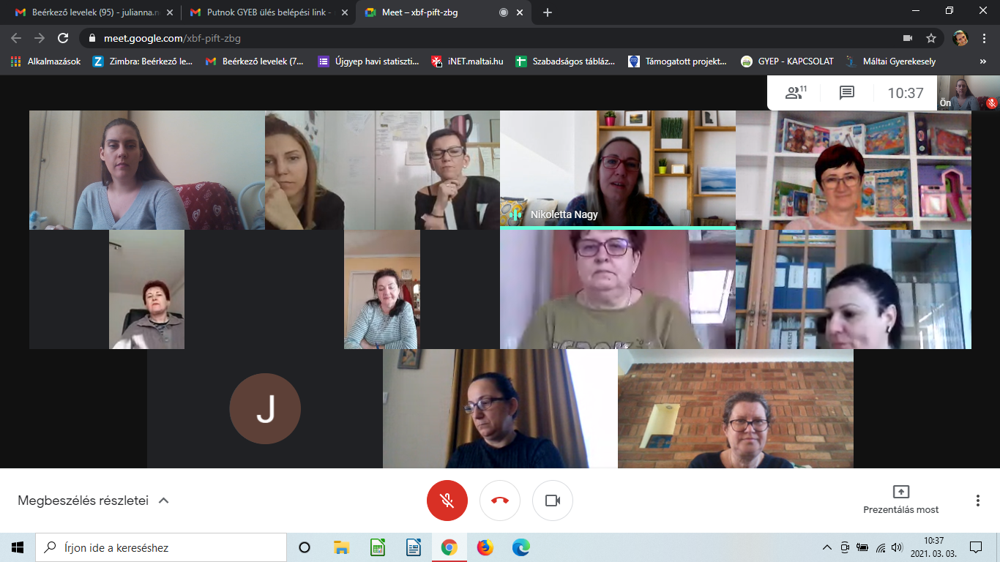 Beérkező levelek (95) - julianna.n
Putnok GYEB ülés belépési link -
Meet – xbf-pift-zbg
meet.google.com/xbf-pift-zbg
Alkalmazások
Zimbra: Beérkező le...
Beérkező levelek (7...
Újgyep havi statiszti...
iNET.maltai.hu
Szabadságos tábláz...
Támogatott projekt...
GYEP - KAPCSOLAT
Máltai Gyerekesely
»
11
10:37
Ön
Nikoletta Nagy
J
Megbeszélés részletei
Prezentálás most
Írjon ide a kereséshez
10:37
2021. 03. 03.